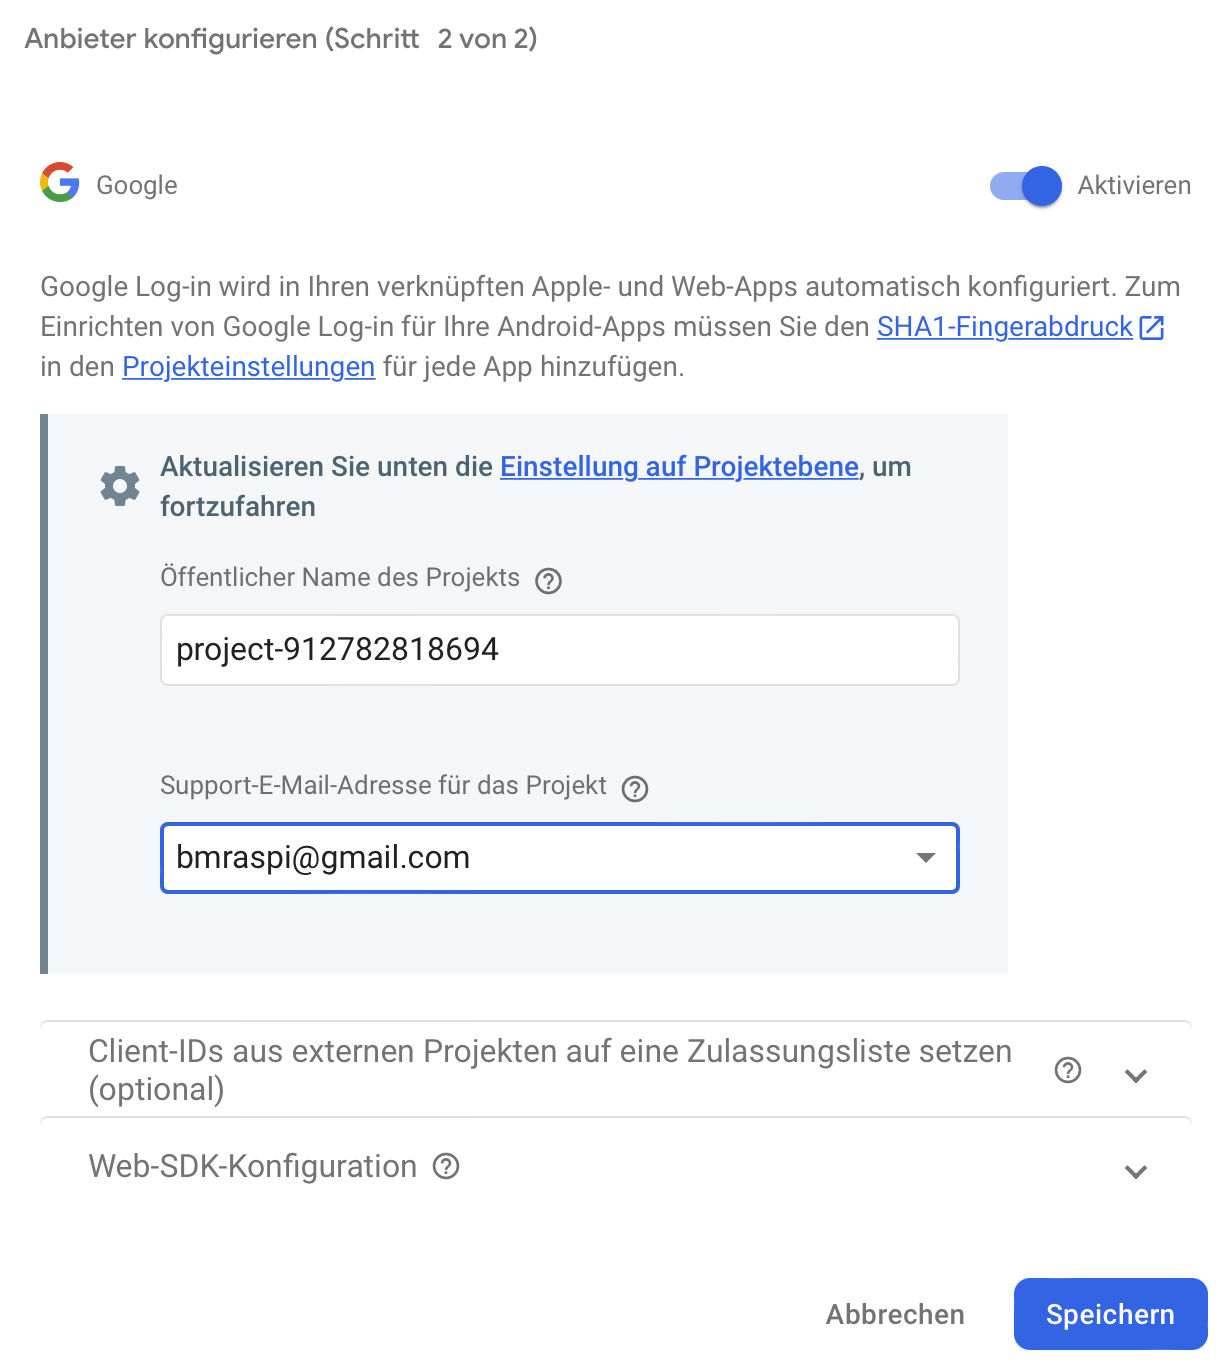 Anbieter konfigurieren (Schritt 2 von 2)
Google
Aktivieren
Google Log-in wird in Ihren verknüpften Apple- und Web-Apps automatisch konfiguriert. Zum
Einrichten von Google Log-in für Ihre Android-Apps müssen Sie den SHA1-Fingerabdruck
in den Projekteinstellungen für jede App hinzufügen.
Aktualisieren Sie unten die Einstellung auf Projektebene, um
fortzufahren
Öffentlicher Name des Projekts
project-912782818694
Support-E-Mail-Adresse für das Projekt
bmraspi@gmail.com
Client-IDs aus externen Projekten auf eine Zulassungsliste setzen
(optional)
Web-SDK-Konfiguration
Abbrechen
Speichern